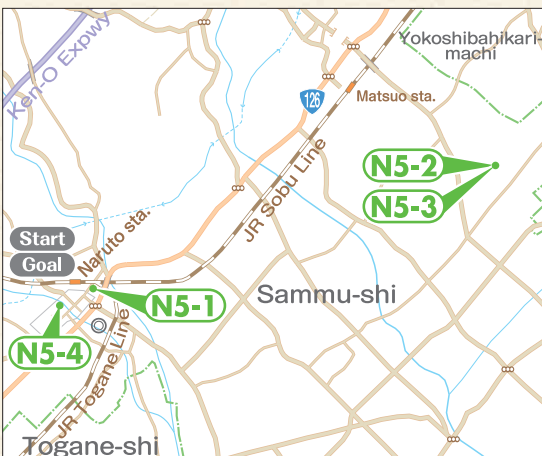 Yokoshibahikari-
machi
Ken-O Expwy
126
Matsuo sta.
JR Sobu Line
N5-2
N5-3
Start
Goal
Naruto sta.
N5-1
Sammu-shi
N5-4
JR Togane Line
Togane-shi